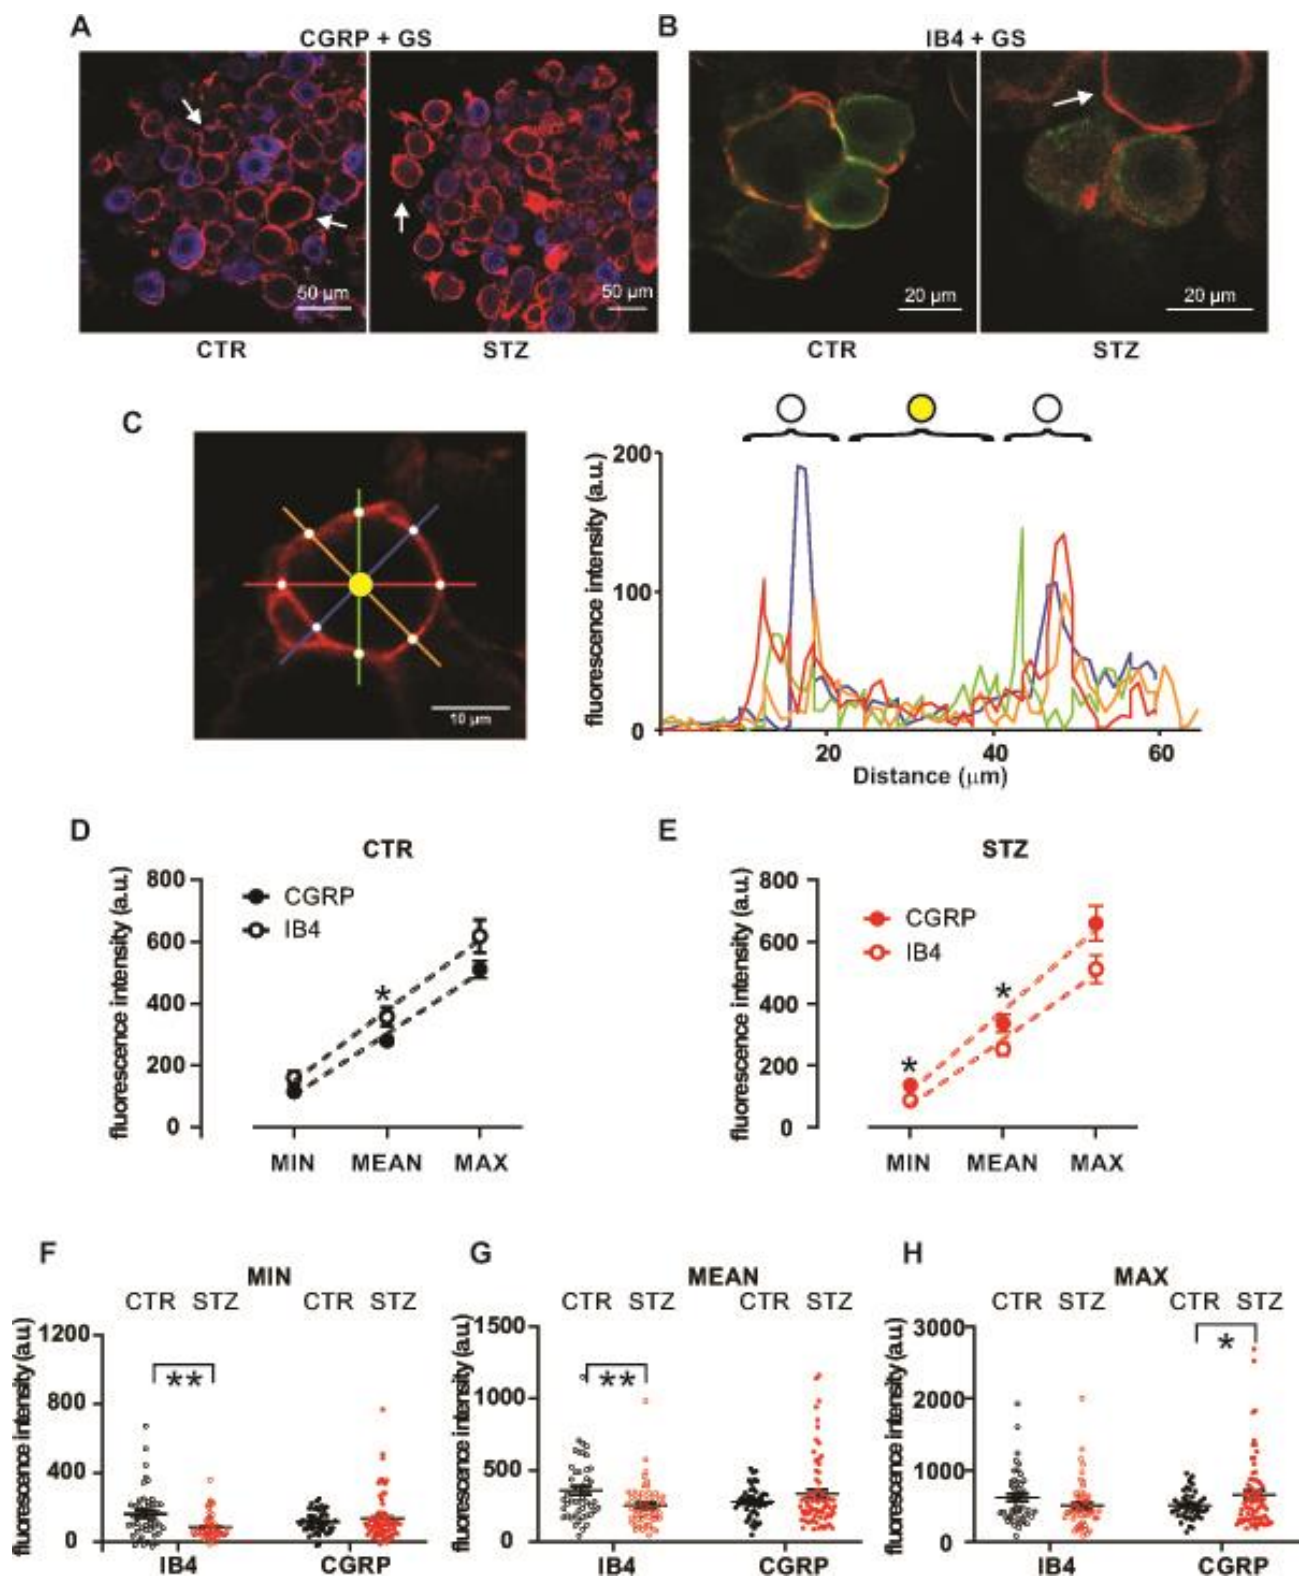 A
CGRP + GS
B
IB4 + GS
50 µm
50 µm
20 µm
20 µm
CTR
STZ
CTR
STZ
C
10 µm
fluorescence intensity (a.u.)
200
100
0
20
40
60
Distance (µm)
D
CTR
fluorescence intensity (a.u.)
800
600
400
200
0
CGRP
IB4
*
MIN
MEAN
MAX
E
STZ
fluorescence intensity (a.u.)
800
600
400
200
0
CGRP
IB4
*
*
MIN
MEAN
MAX
F
MIN
CTR STZ CTR STZ
fluorescence intensity (a.u.)
1200
800
400
0
**
IB4
CGRP
G
MEAN
CTR STZ CTR STZ
fluorescence intensity (a.u.)
1500
1000
500
0
**
IB4
CGRP
H
MAX
CTR STZ CTR STZ
fluorescence intensity (a.u.)
3000
2000
1000
0
*
IB4
CGRP